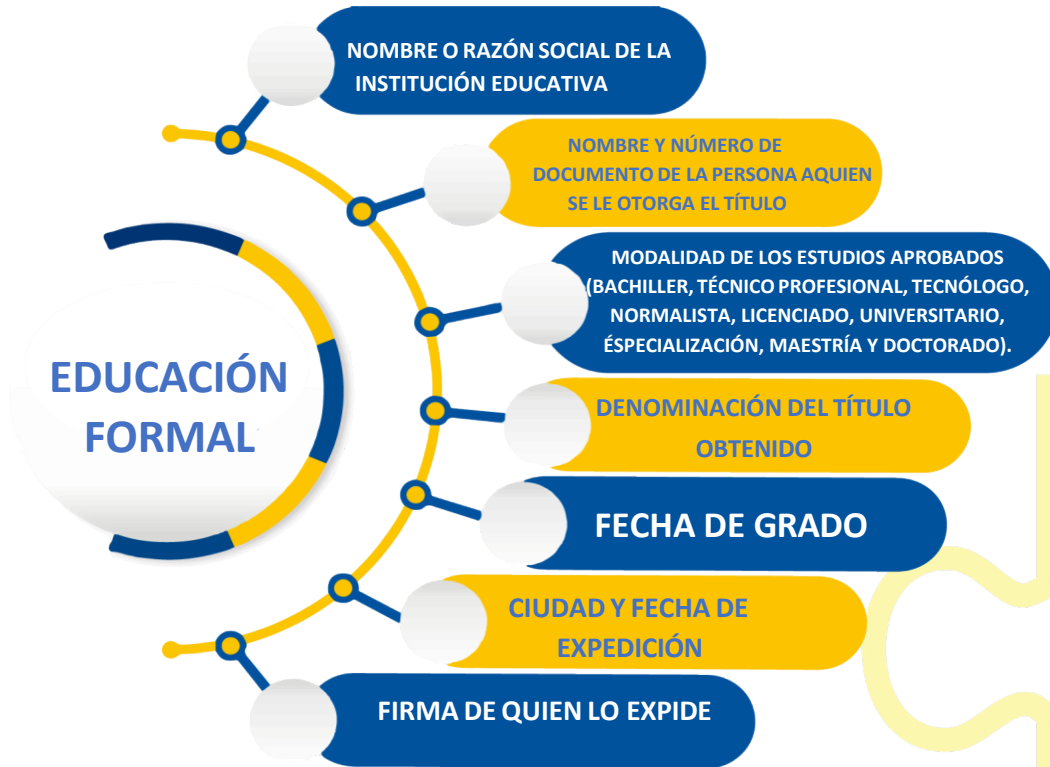 NOMBRE O RAZÓN SOCIAL DE LA
INSTITUCIÓN EDUCATIVA
NOMBRE Y NÚMERO DE
DOCUMENTO DE LA PERSONA AQUIEN
SE LE OTORGA EL TÍTULO
MODALIDAD DE LOS ESTUDIOS APROBADOS
(BACHILLER, TÉCNICO PROFESIONAL, TECNÓLOGO,
NORMALISTA, LICENCIADO, UNIVERSITARIO,
ÉSPECIALIZACIÓN, MAESTRÍA Y DOCTORADO).
EDUCACIÓN
FORMAL
DENOMINACIÓN DEL TÍTULO
OBTENIDO
FECHA DE GRADO
CIUDAD Y FECHA DE
EXPEDICIÓN
FIRMA DE QUIEN LO EXPIDE